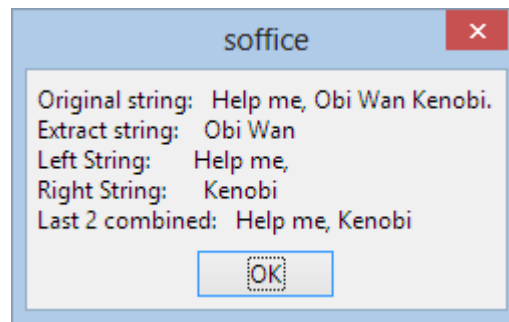 soffice
Original string: Help me, Obi Wan Kenobi.
Extract string: Obi Wan
Left String: Help me,
Right String: Kenobi
Last 2 combined: Help me, Kenobi
OK